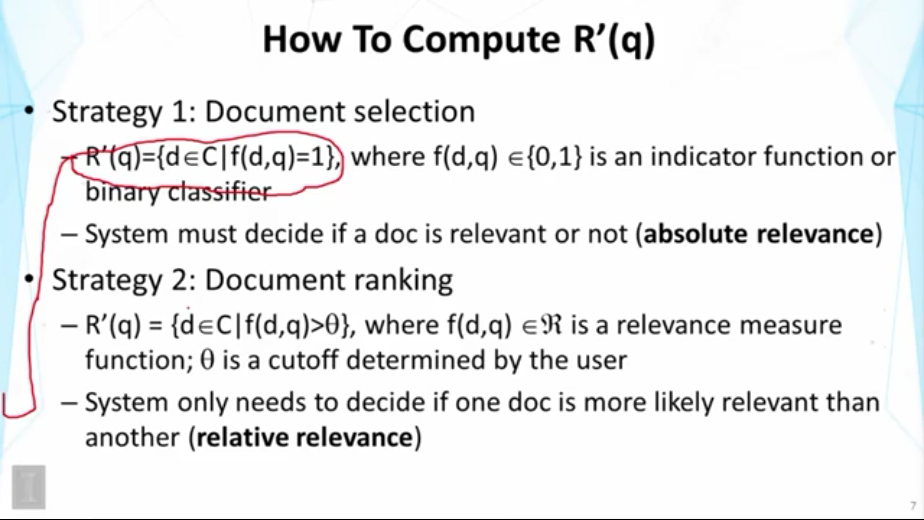 How To Compute R’(q)
• Strategy 1: Document selection
– R’(q)={d∈C|f(d,q)=1}, where f(d,q) ∈{0,1} is an indicator function or
binary classifier
– System must decide if a doc is relevant or not (absolute relevance)
• Strategy 2: Document ranking
– R’(q) = {d∈C|f(d,q)>θ}, where f(d,q) ∈ℜ is a relevance measure
function; θ is a cutoff determined by the user
– System only needs to decide if one doc is more likely relevant than
another (relative relevance)
I
7